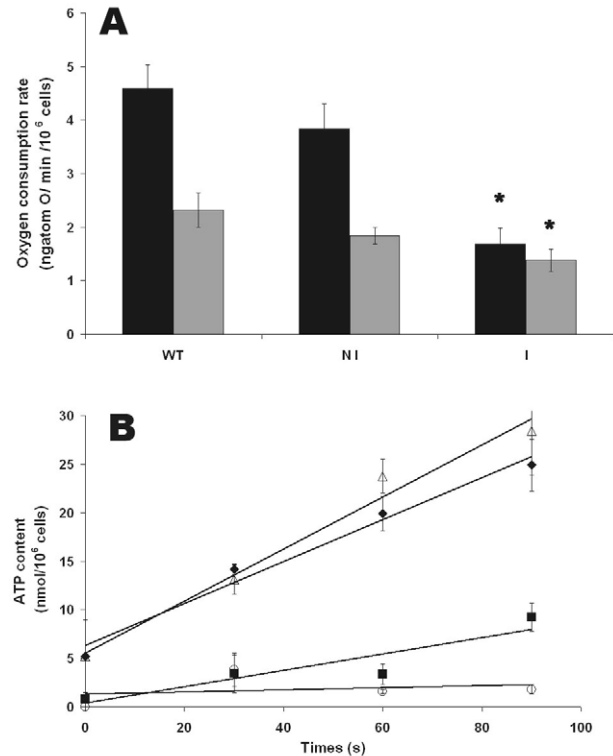 A
Oxygen consumption rate
(ngatom O/ min /10^6 cells)
6
5
4
3
2
1
0
*
*
WT
N I
I
B
ATP content
(nmol/10^6 cells)
30
25
20
15
10
5
0
0
20
40
60
80
100
Times (s)